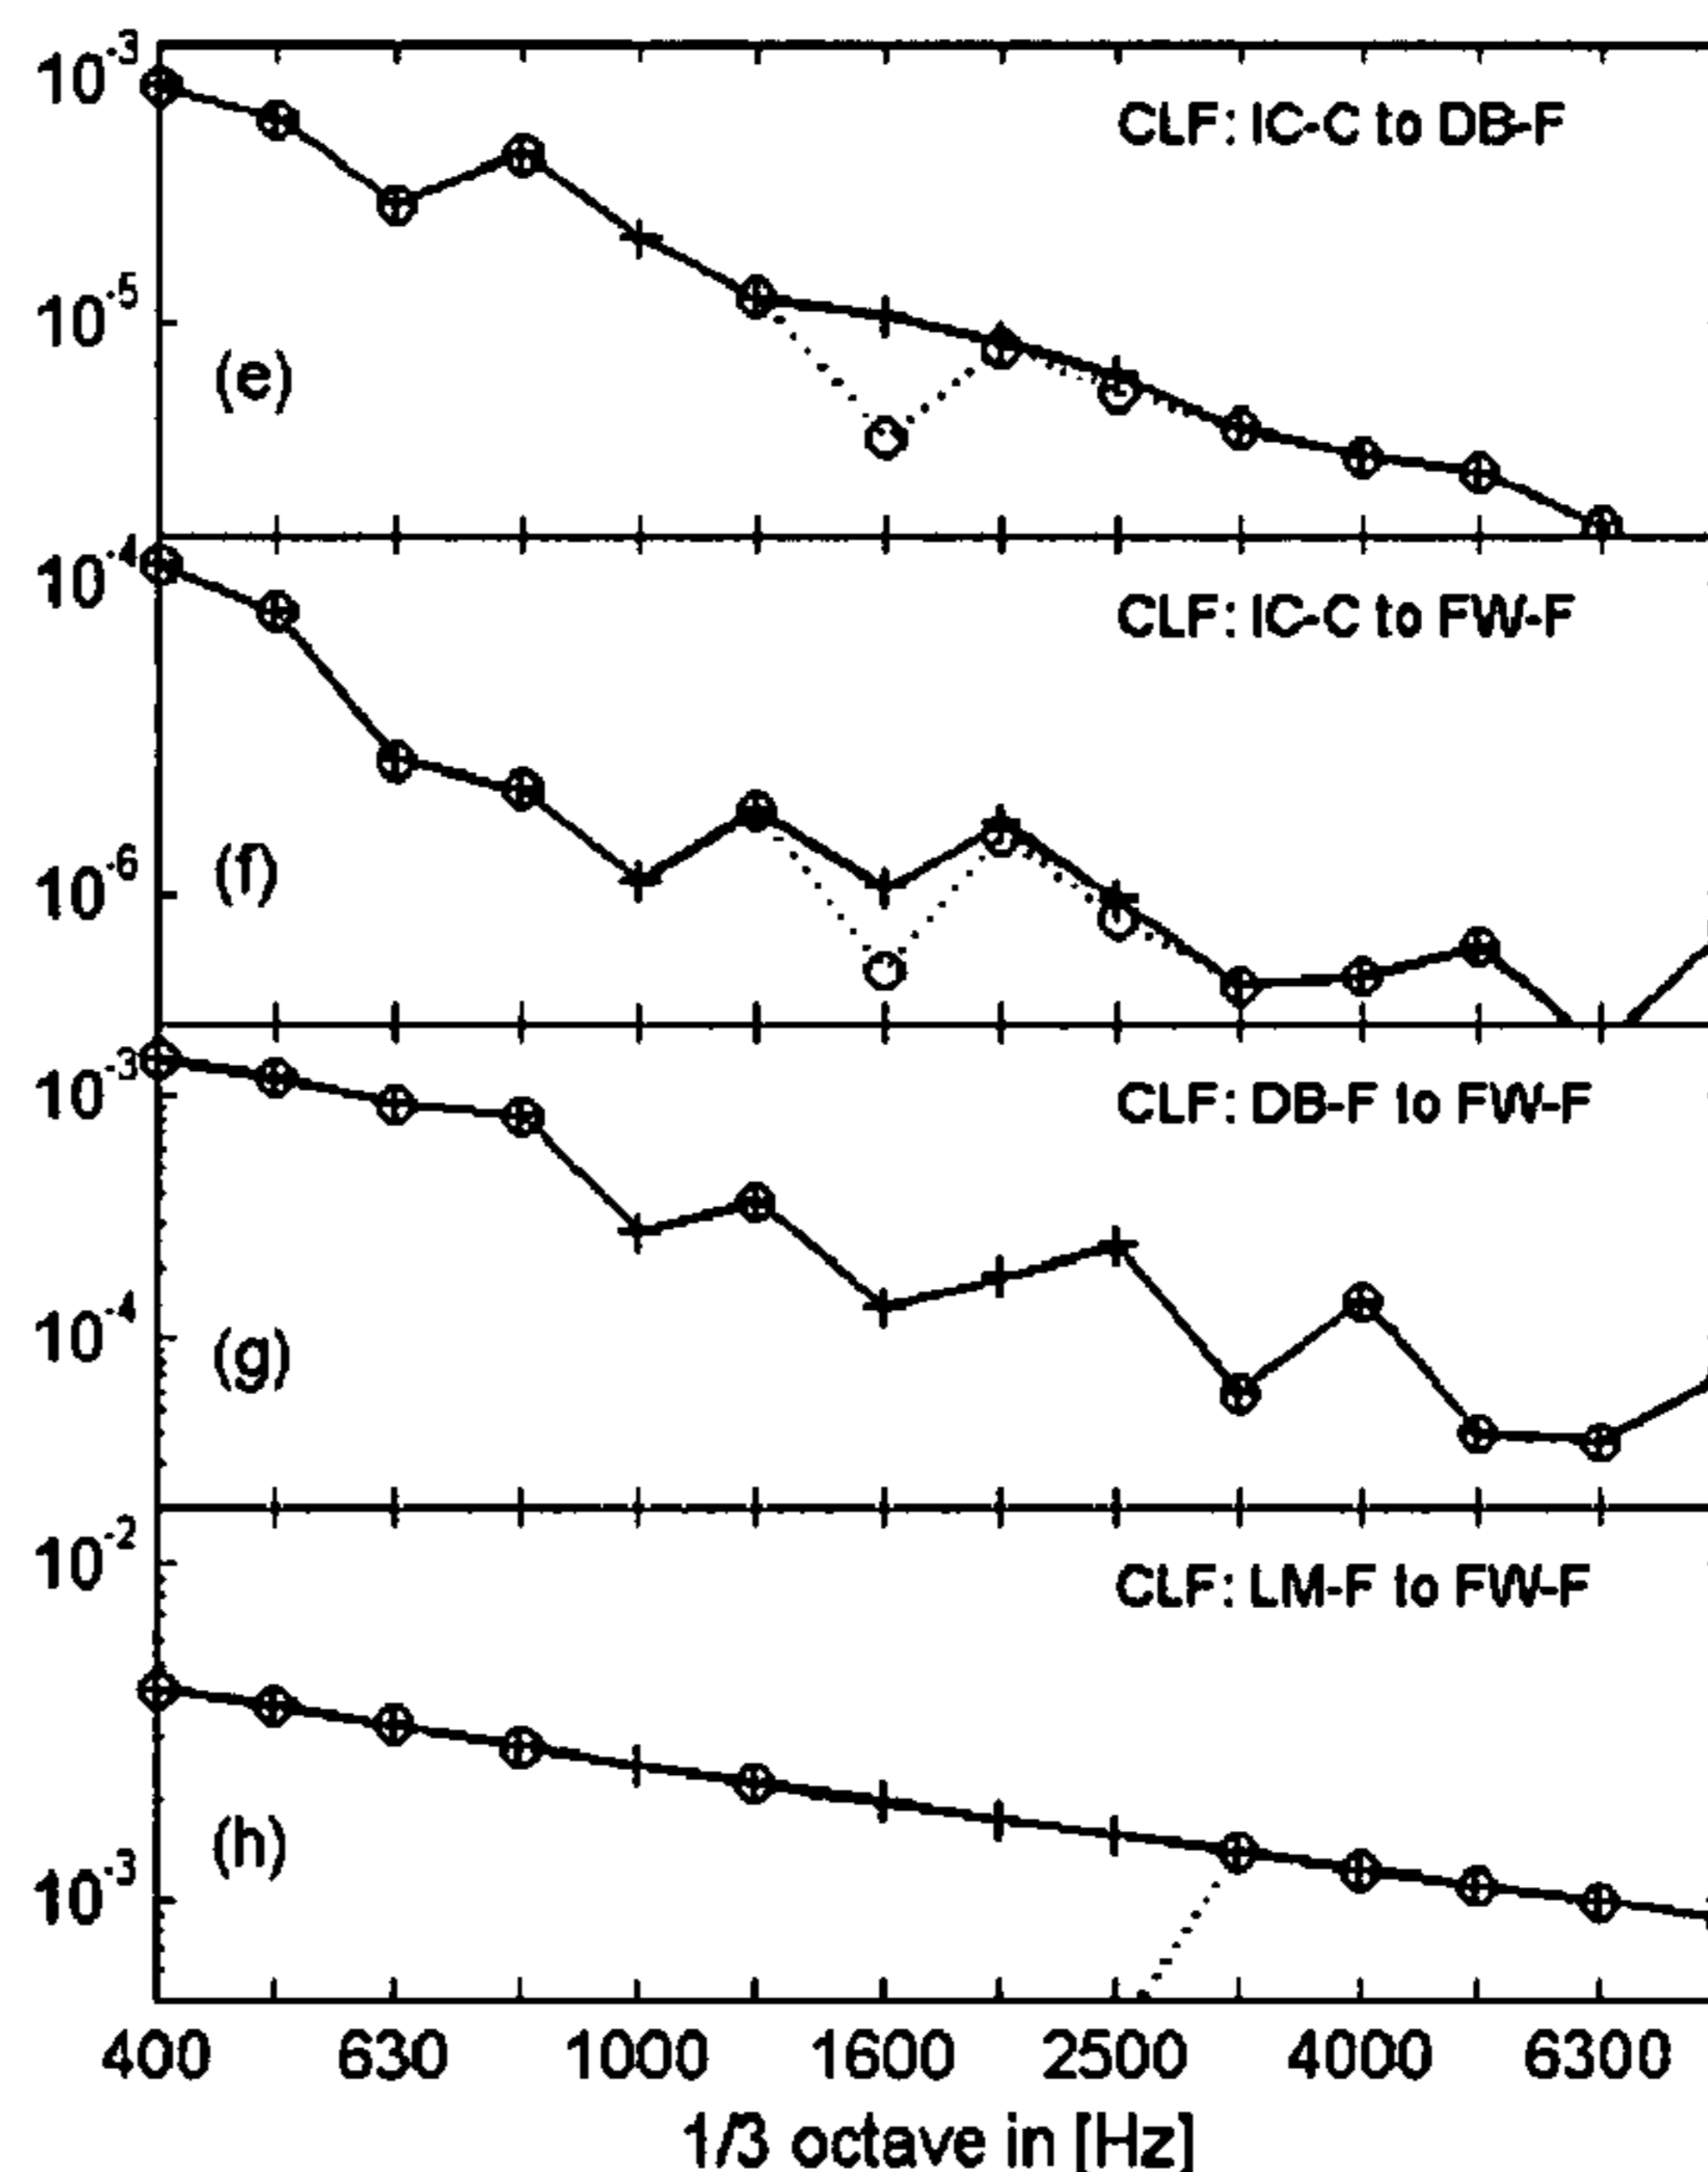 10-3
CLF: IC-C to DB-F
10-5
(e)
10-4
CLF: IC-C to FW-F
10-6
(f)
10-3
CLF: DB-F to FW-F
10-4
(g)
10-2
CLF: LM-F to FW-F
(h)
10-3
400 630 1000 1600 2500 4000 6300
1/3 octave in [Hz]